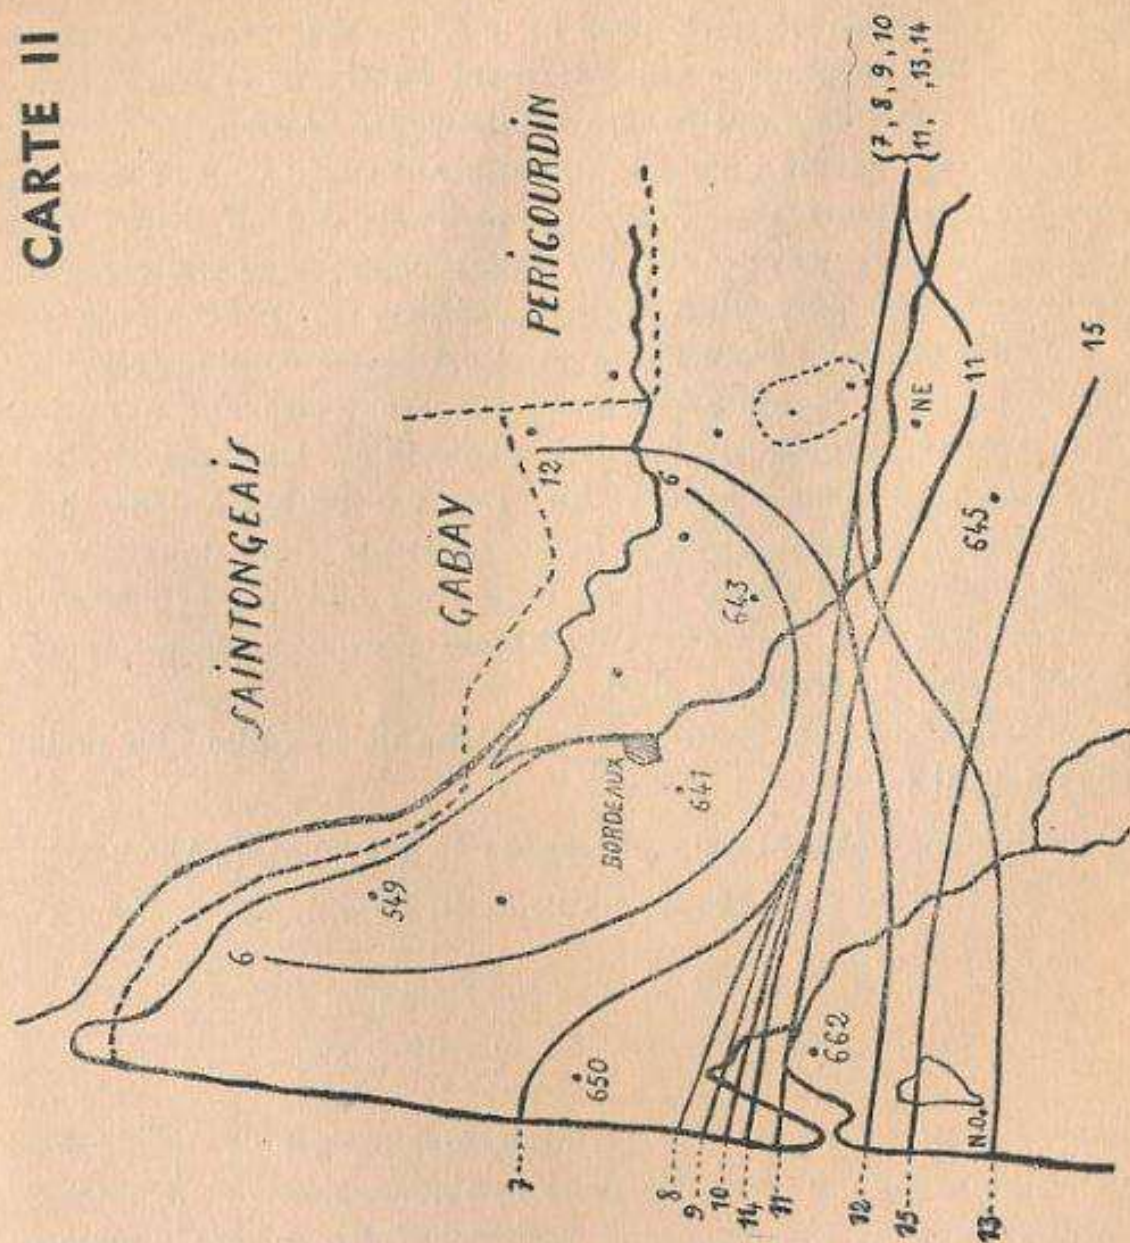 CARTE II
SAINTONGEAIS
GABAY
PERIGOURDIN
{7, 8, 9, 10
{11, ,13,14
12
6
6
549
BORDEAUX
641
643
NE
11
645
15
650
662
N.O.
7
8
9
10
14
11
12
15
13